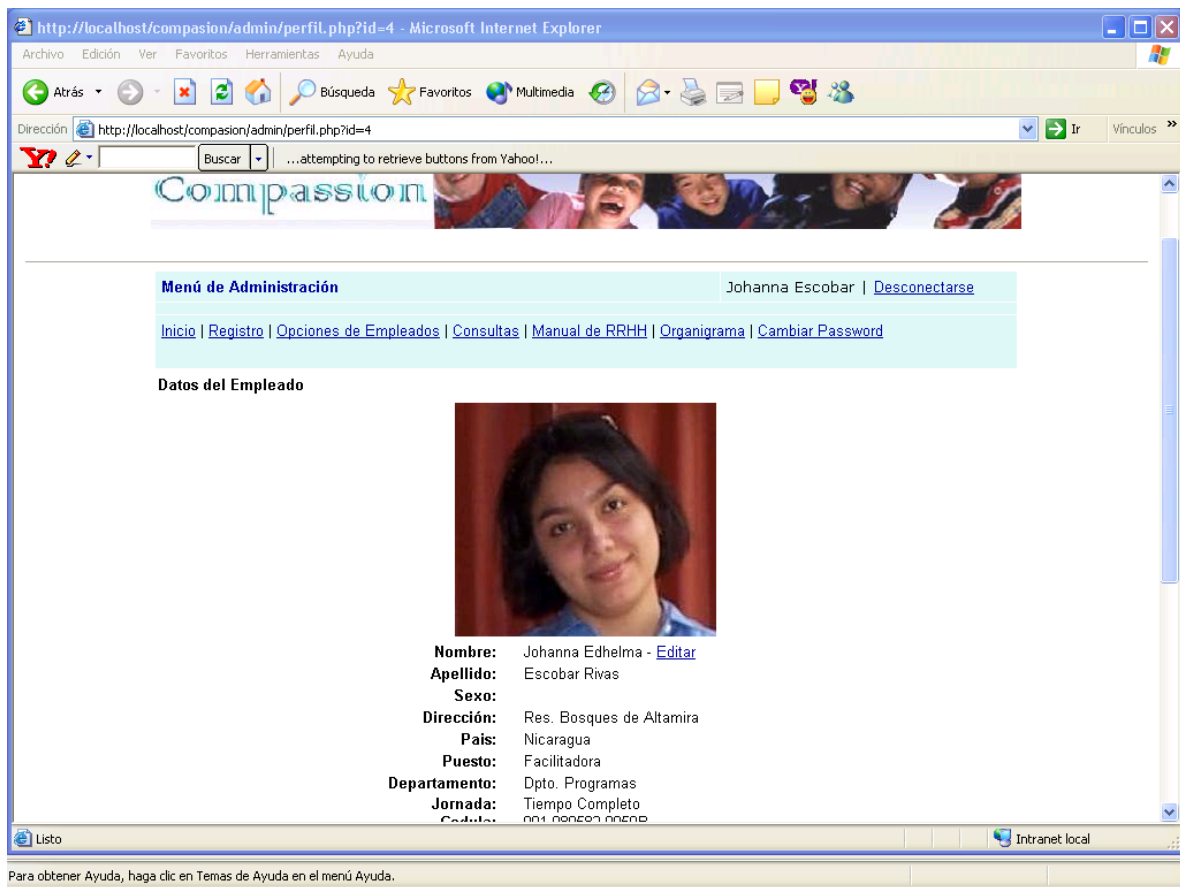 http://localhost/compasion/admin/perfil.php?id=4 - Microsoft Internet Explorer
Archivo Edición Ver Favoritos Herramientas Ayuda
Atrás Búsqueda Favoritos Multimedia
Dirección http://localhost/compasion/admin/perfil.php?id=4 Ir Vínculos »
Y! Buscar ...attempting to retrieve buttons from Yahoo!...
Compassion
Menú de Administración Johanna Escobar | Desconectarse
Inicio | Registro | Opciones de Empleados | Consultas | Manual de RRHH | Organigrama | Cambiar Password
Datos del Empleado
Nombre: Johanna Edhelma - Editar
Apellido: Escobar Rivas
Sexo:
Dirección: Res. Bosques de Altamira
Pais: Nicaragua
Puesto: Facilitadora
Departamento: Dpto. Programas
Jornada: Tiempo Completo
Cedula:
Listo Intranet local
Para obtener Ayuda, haga clic en Temas de Ayuda en el menú Ayuda.